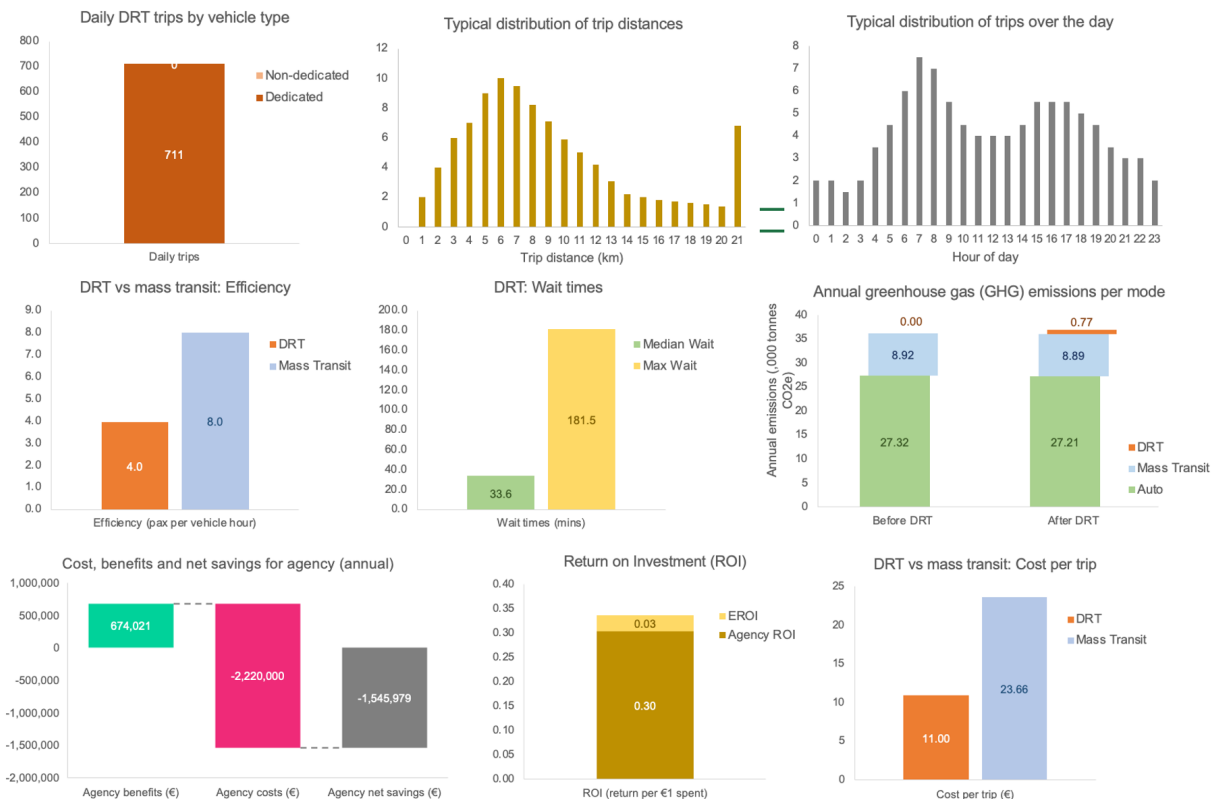 Daily DRT trips by vehicle type
800
700
600
500
400
300
200
100
0
0
711
Non-dedicated
Dedicated
Daily trips
Typical distribution of trip distances
12
10
8
6
4
2
0
0 1 2 3 4 5 6 7 8 9 10 11 12 13 14 15 16 17 18 19 20 21
Trip distance (km)
Typical distribution of trips over the day
8
7
6
5
4
3
2
1
0
0 1 2 3 4 5 6 7 8 9 10 11 12 13 14 15 16 17 18 19 20 21 22 23
Hour of day
DRT vs mass transit: Efficiency
9.0
8.0
7.0
6.0
5.0
4.0
3.0
2.0
1.0
0.0
4.0
8.0
DRT
Mass Transit
Efficiency (pax per vehicle hour)
DRT: Wait times
200.0
180.0
160.0
140.0
120.0
100.0
80.0
60.0
40.0
20.0
0.0
33.6
181.5
Median Wait
Max Wait
Wait times (mins)
Annual greenhouse gas (GHG) emissions per mode
Annual emissions (,000 tonnes
CO2e)
40
35
30
25
20
15
10
5
0
0.00
8.92
27.32
0.77
8.89
27.21
DRT
Mass Transit
Auto
Before DRT
After DRT
Cost, benefits and net savings for agency (annual)
1,000,000
500,000
0
-500,000
-1,000,000
-1,500,000
-2,000,000
674,021
-2,220,000
-1,545,979
Agency benefits (€)
Agency costs (€)
Agency net savings (€)
Return on Investment (ROI)
0.40
0.35
0.30
0.25
0.20
0.15
0.10
0.05
0.00
0.03
0.30
EROI
Agency ROI
ROI (return per €1 spent)
DRT vs mass transit: Cost per trip
25
20
15
10
5
0
11.00
23.66
DRT
Mass Transit
Cost per trip (€)